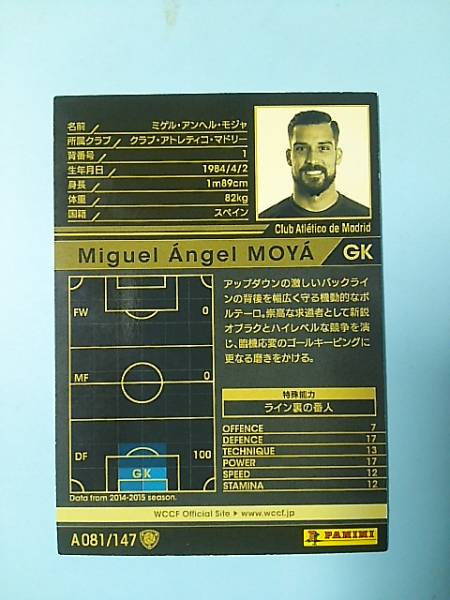 名前 ミゲル・アンヘル・モジャ
所属クラブ クラブ・アトレティコ・マドリー
背番号 1
生年月日 1984/4/2
身長 1m89cm
体重 82kg
国籍 スペイン
Club Atlético de Madrid
Miguel Ángel MOYÁ GK
アップダウンの激しいバックライ
ンの背後を幅広く守る機動的なポ
ルテーロ。崇高な求道者として新鋭
オブラクとハイレベルな競争を演
じ、臨機応変のゴールキーピングに
更なる磨きをかける。
FW 0
MF 0
DF 100
GK
Data from 2014-2015 season.
特殊能力
ライン裏の番人
OFFENCE 7
DEFENCE 17
TECHNIQUE 13
POWER 17
SPEED 12
STAMINA 12
WCCF Official Site ▶ www.wccf.jp
A081/147
PANINI